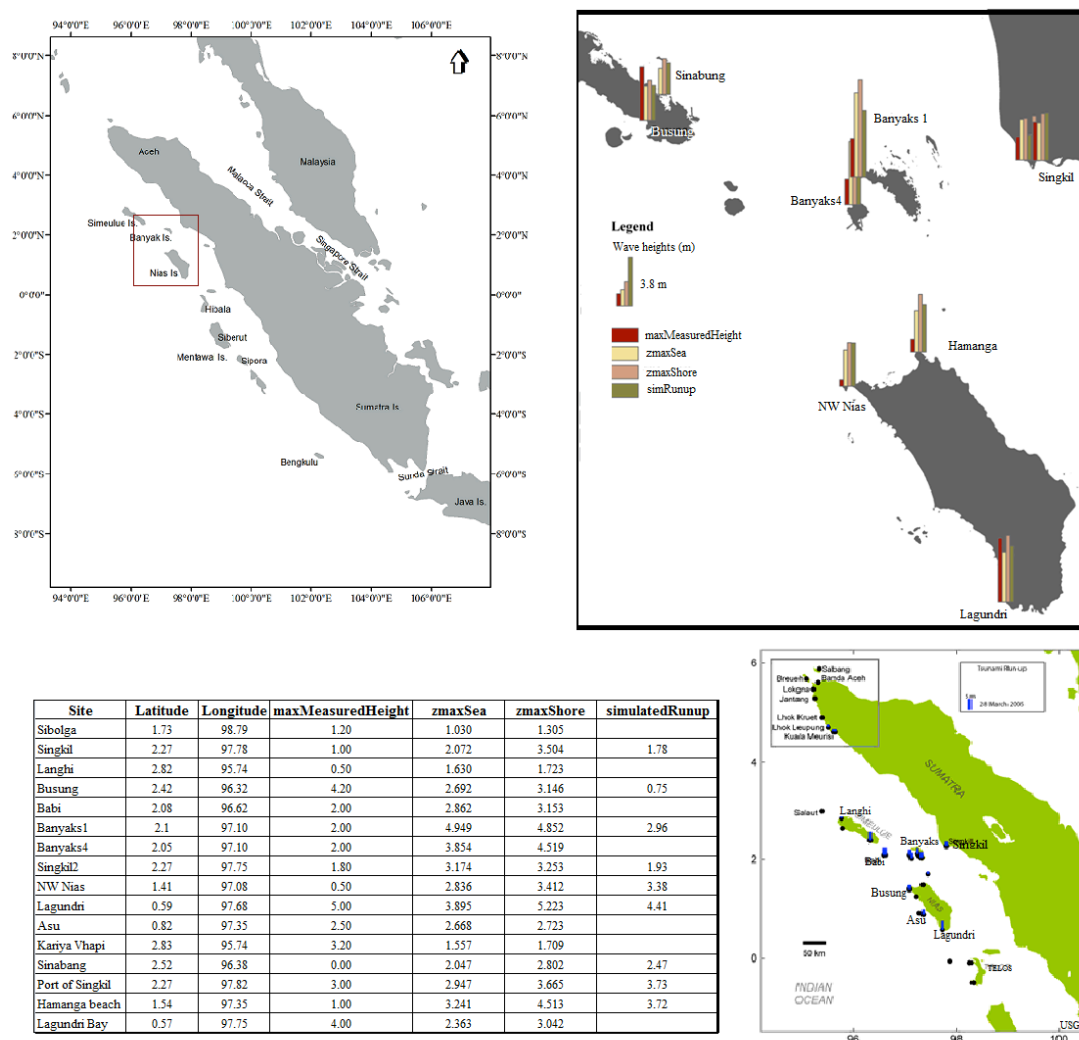 94°0'0"E 96°0'0"E 98°0'0"E 100°0'0"E 102°0'0"E 104°0'0"E 106°0'0"E
8°0'0"N 8°0'0"N
6°0'0"N 6°0'0"N
4°0'0"N 4°0'0"N
2°0'0"N 2°0'0"N
0°0'0" 0°0'0"
2°0'0"S 2°0'0"S
4°0'0"S 4°0'0"S
6°0'0"S 6°0'0"S
8°0'0"S 8°0'0"S
Aceh
Malaysia
Malacca Strait
Simeulue Is.
Banyak Is.
Singapore Strait
Nias Is
Hibala
Siberut
Mentawa Is.
Sipora
Sumatra Is.
Bengkulu
Sunda Strait
Java Is.
94°0'0"E 96°0'0"E 98°0'0"E 100°0'0"E 102°0'0"E 104°0'0"E 106°0'0"E
Sinabung
Busung
Banyaks 1
Singkil
Banyaks4
Legend
Wave heights (m)
3.8 m
maxMeasuredHeight
zmaxSea
zmaxShore
simRunup
Hamanga
NW Nias
Lagundri
Site Latitude Longitude maxMeasuredHeight zmaxSea zmaxShore simulatedRunup
Sibolga 1.73 98.79 1.20 1.030 1.305
Singkil 2.27 97.78 1.00 2.072 3.504 1.78
Langhi 2.82 95.74 0.50 1.630 1.723
Busung 2.42 96.32 4.20 2.692 3.146 0.75
Babi 2.08 96.62 2.00 2.862 3.153
Banyaks1 2.1 97.10 2.00 4.949 4.852 2.96
Banyaks4 2.05 97.10 2.00 3.854 4.519
Singkil2 2.27 97.75 1.80 3.174 3.253 1.93
NW Nias 1.41 97.08 0.50 2.836 3.412 3.38
Lagundri 0.59 97.68 5.00 3.895 5.223 4.41
Asu 0.82 97.35 2.50 2.668 2.723
Kariya Vhapi 2.83 95.74 3.20 1.557 1.709
Sinabang 2.52 96.38 0.00 2.047 2.802 2.47
Port of Singkil 2.27 97.82 3.00 2.947 3.665 3.73
Hamanga beach 1.54 97.35 1.00 3.241 4.513 3.72
Lagundri Bay 0.57 97.75 4.00 2.363 3.042
6
4
2
0
Sabang
Breueh
Banda Aceh
Lokgna
Jantang
Lhok Kruet
Lhok Leupung
Kuala Meurisi
Tsunami Run-up
1 m
28 March 2005
SUMATRA
Salaut
Langhi
Babi
Banyaks
Singkil
Busung
NIAS
Asu
Lagundri
50 km
TELOS
INDIAN
OCEAN
USG
96 98 100